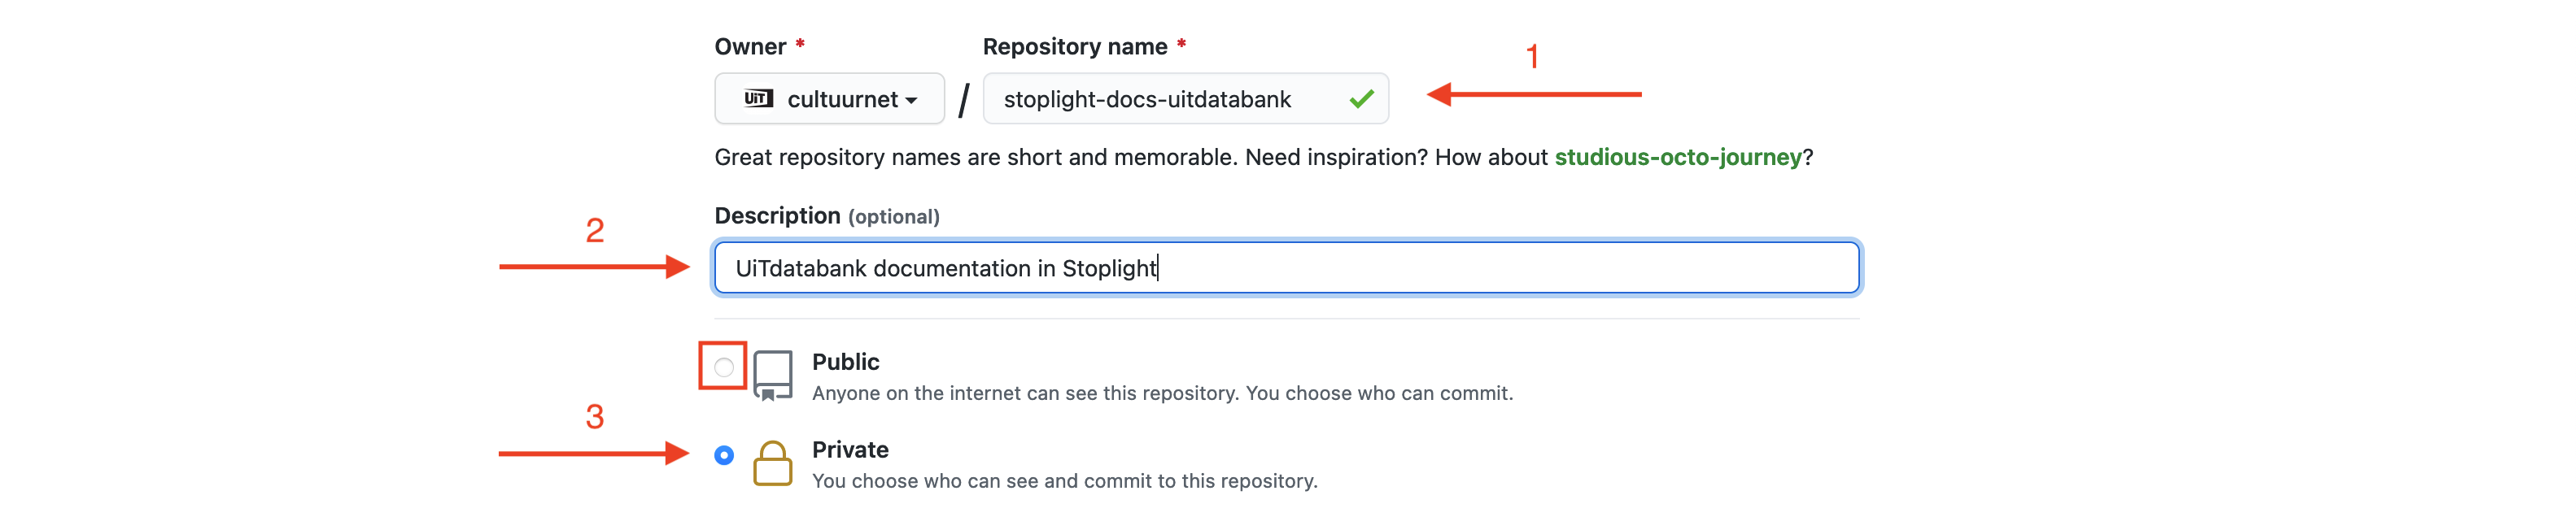 Owner * Repository name * 1
UiT cultuurnet / stoplight-docs-uitdatabank
Great repository names are short and memorable. Need inspiration? How about studious-octo-journey?
Description (optional)
2
UiTdatabank documentation in Stoplight
Public
Anyone on the internet can see this repository. You choose who can commit.
3
Private
You choose who can see and commit to this repository.